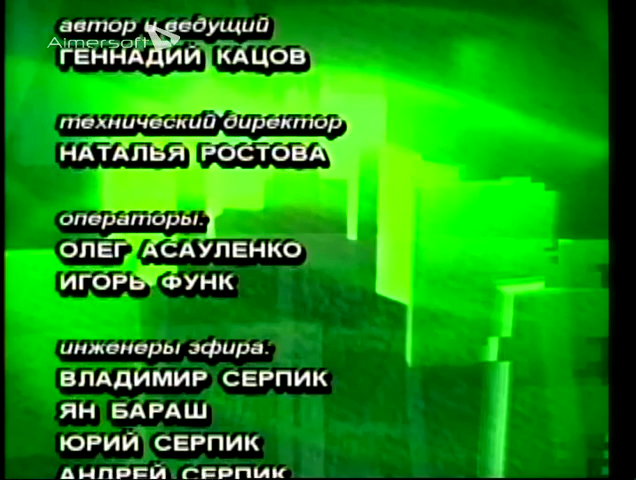 автор и ведущий
Aimersoft
ГЕННАДИЙ КАЦОВ
технический директор
НАТАЛЬЯ РОСТОВА
операторы:
ОЛЕГ АСАУЛЕНКО
ИГОРЬ ФУНК
инженеры эфира:
ВЛАДИМИР СЕРПИК
ЯН БАРАШ
ЮРИЙ СЕРПИК
АНДРЕЙ СЕРПИК